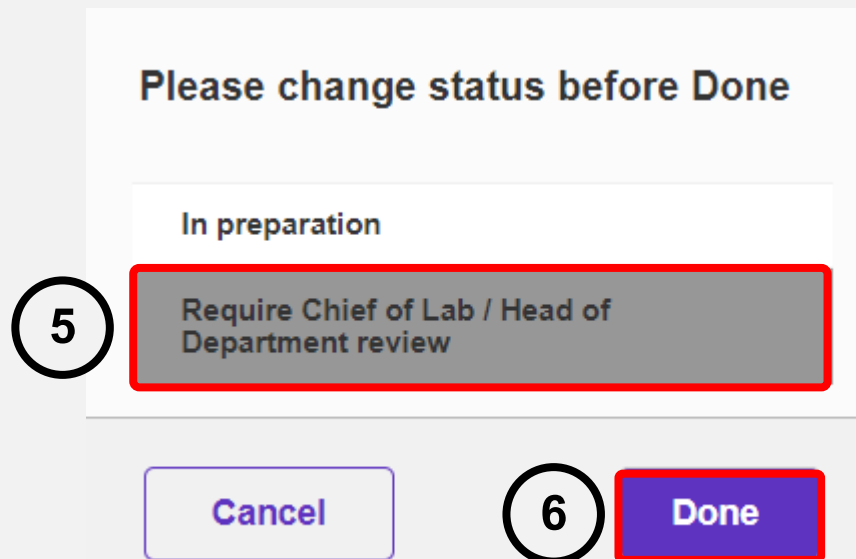 Please change status before Done
In preparation
5
Require Chief of Lab / Head of
Department review
Cancel
6
Done